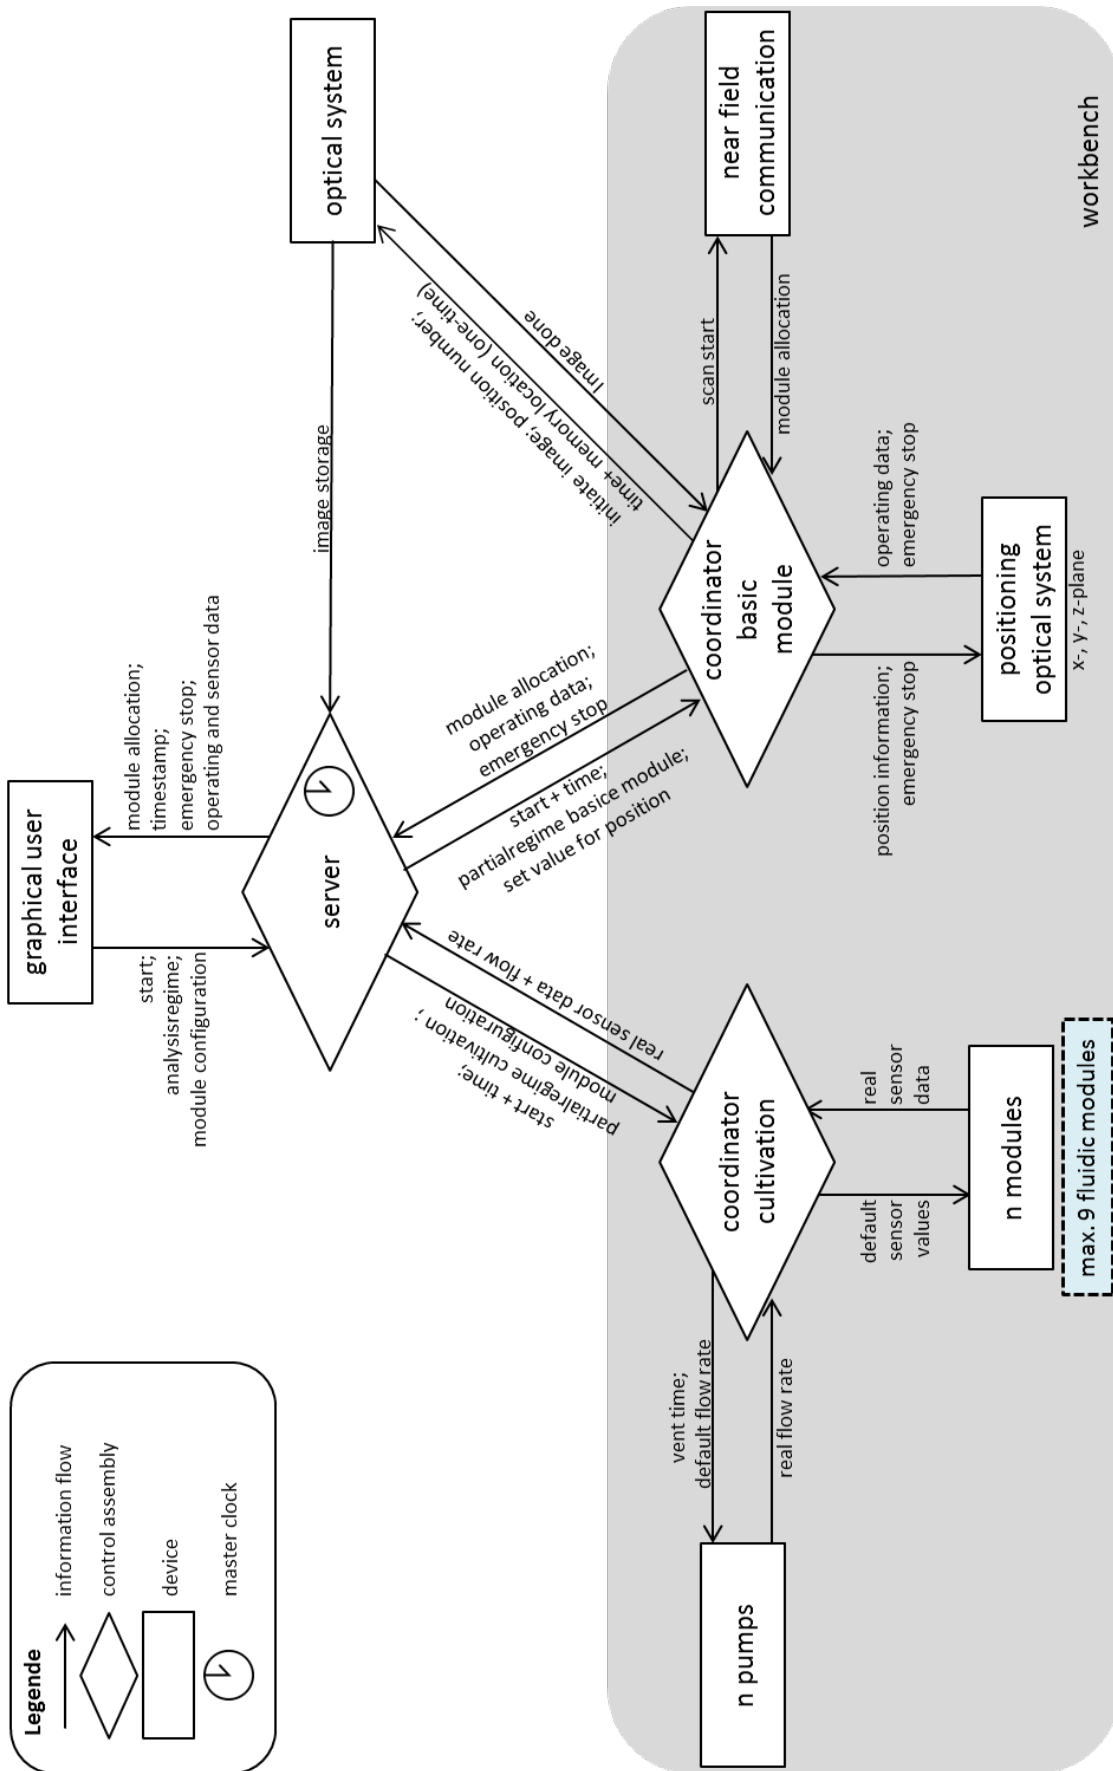 Legende
information flow
control assembly
device
master clock
graphical user
interface
start;
analysisregime;
module configuration
module allocation;
timestamp;
emergency stop;
operating and sensor data
server
image storage
optical system
start + time;
partialregime cultivation ;
module configuration
real sensor data + flow rate
module allocation;
operating data;
emergency stop
start + time;
partialregime basice module;
set value for position
Image done
initiate image; position number;
time+ memory location (one-time)
n pumps
vent time;
default flow rate
real flow rate
coordinator
cultivation
default
sensor
values
real
sensor
data
n modules
max. 9 fluidic modules
coordinator
basic
module
scan start
module allocation
near field
communication
position information;
emergency stop
operating data;
emergency stop
positioning
optical system
x-, y-, z-plane
workbench